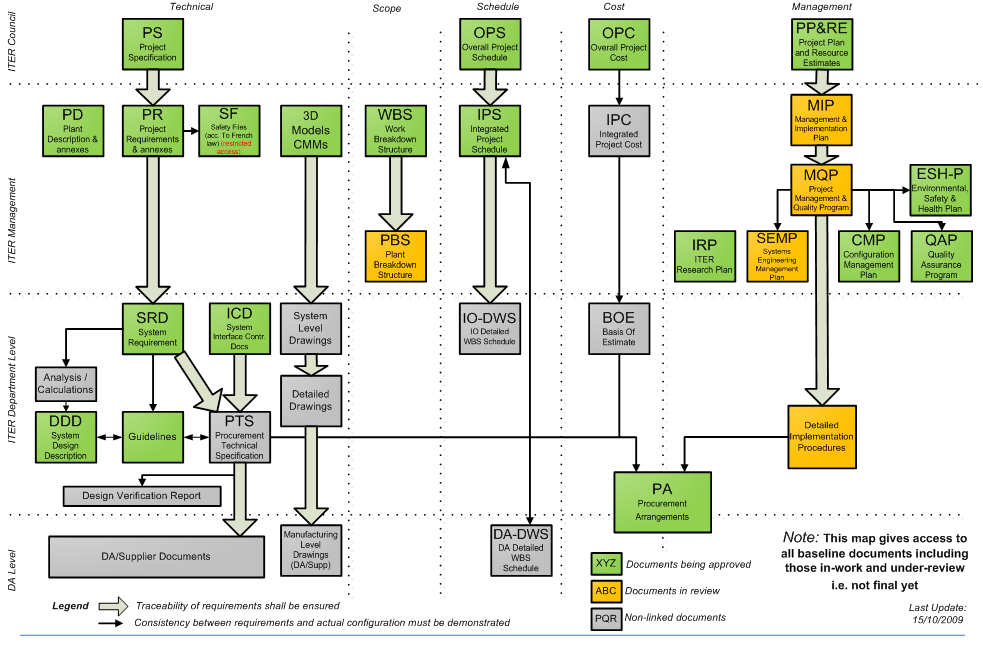 Technical
Scope
Schedule
Cost
Management
ITER Council
PS
Project
Specification
OPS
Overall Project
Schedule
OPC
Overall Project
Cost
PP&RE
Project Plan
and Resource
Estimates
ITER Management
PD
Plant
Description &
annexes
PR
Project
Requirements
& annexes
SF
Safety Files
(acc. To French
law) (restricted
access)
3D
Models
CMMs
WBS
Work
Breakdown
Structure
IPS
Integrated
Project
Schedule
IPC
Integrated
Project Cost
MIP
Management &
Implementation
Plan
MQP
Project
Management &
Quality Program
ESH-P
Environmental,
Safety &
Health Plan
PBS
Plant
Breakdown
Structure
IRP
ITER
Research Plan
SEMP
Systems
Engineering
Management
Plan
CMP
Configuration
Management
Plan
QAP
Quality
Assurance
Program
ITER Department Level
SRD
System
Requirement
ICD
System
Interface Contr.
Docs
System
Level
Drawings
IO-DWS
IO Detailed
WBS Schedule
BOE
Basis Of
Estimate
Analysis /
Calculations
Detailed
Drawings
DDD
System
Design
Description
Guidelines
PTS
Procurement
Technical
Specification
Detailed
Implementation
Procedures
Design Verification Report
PA
Procurement
Arrangements
DA Level
DA/Supplier Documents
Manufacturing
Level
Drawings
(DA/Supp)
DA-DWS
DA Detailed
WBS
Schedule
XYZ
Documents being approved
ABC
Documents in review
PQR
Non-linked documents
Note: This map gives access to
all baseline documents including
those in-work and under-review
i.e. not final yet
Legend
Traceability of requirements shall be ensured
Consistency between requirements and actual configuration must be demonstrated
Last Update:
15/10/2009